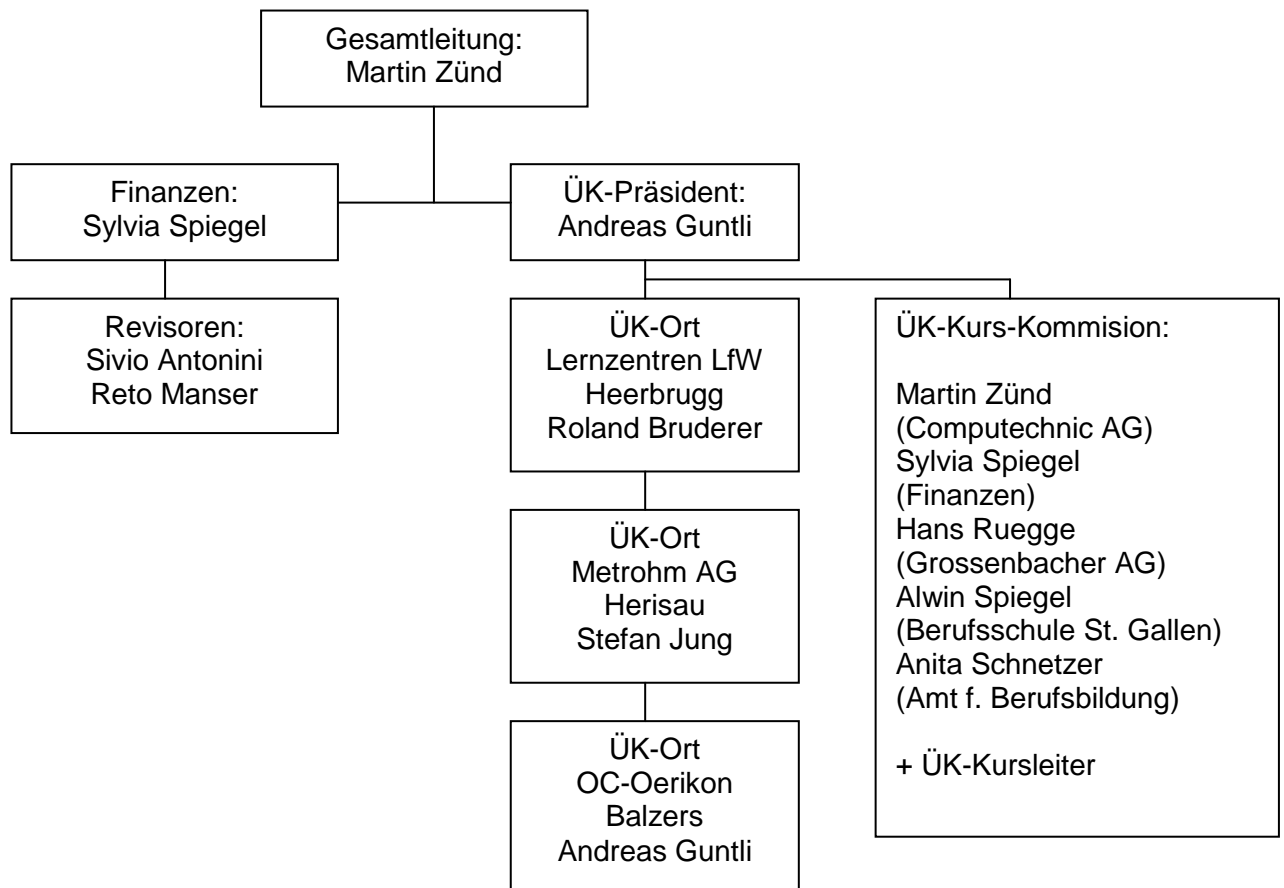 Gesamtleitung:
Martin Zünd
Finanzen:
Sylvia Spiegel
ÜK-Präsident:
Andreas Guntli
Revisoren:
Sivio Antonini
Reto Manser
ÜK-Ort
Lernzentren LfW
Heerbrugg
Roland Bruderer
ÜK-Ort
Metrohm AG
Herisau
Stefan Jung
ÜK-Ort
OC-Oerikon
Balzers
Andreas Guntli
ÜK-Kurs-Kommision:
Martin Zünd
(Computechnic AG)
Sylvia Spiegel
(Finanzen)
Hans Ruegge
(Grossenbacher AG)
Alwin Spiegel
(Berufsschule St. Gallen)
Anita Schnetzer
(Amt f. Berufsbildung)
+ ÜK-Kursleiter